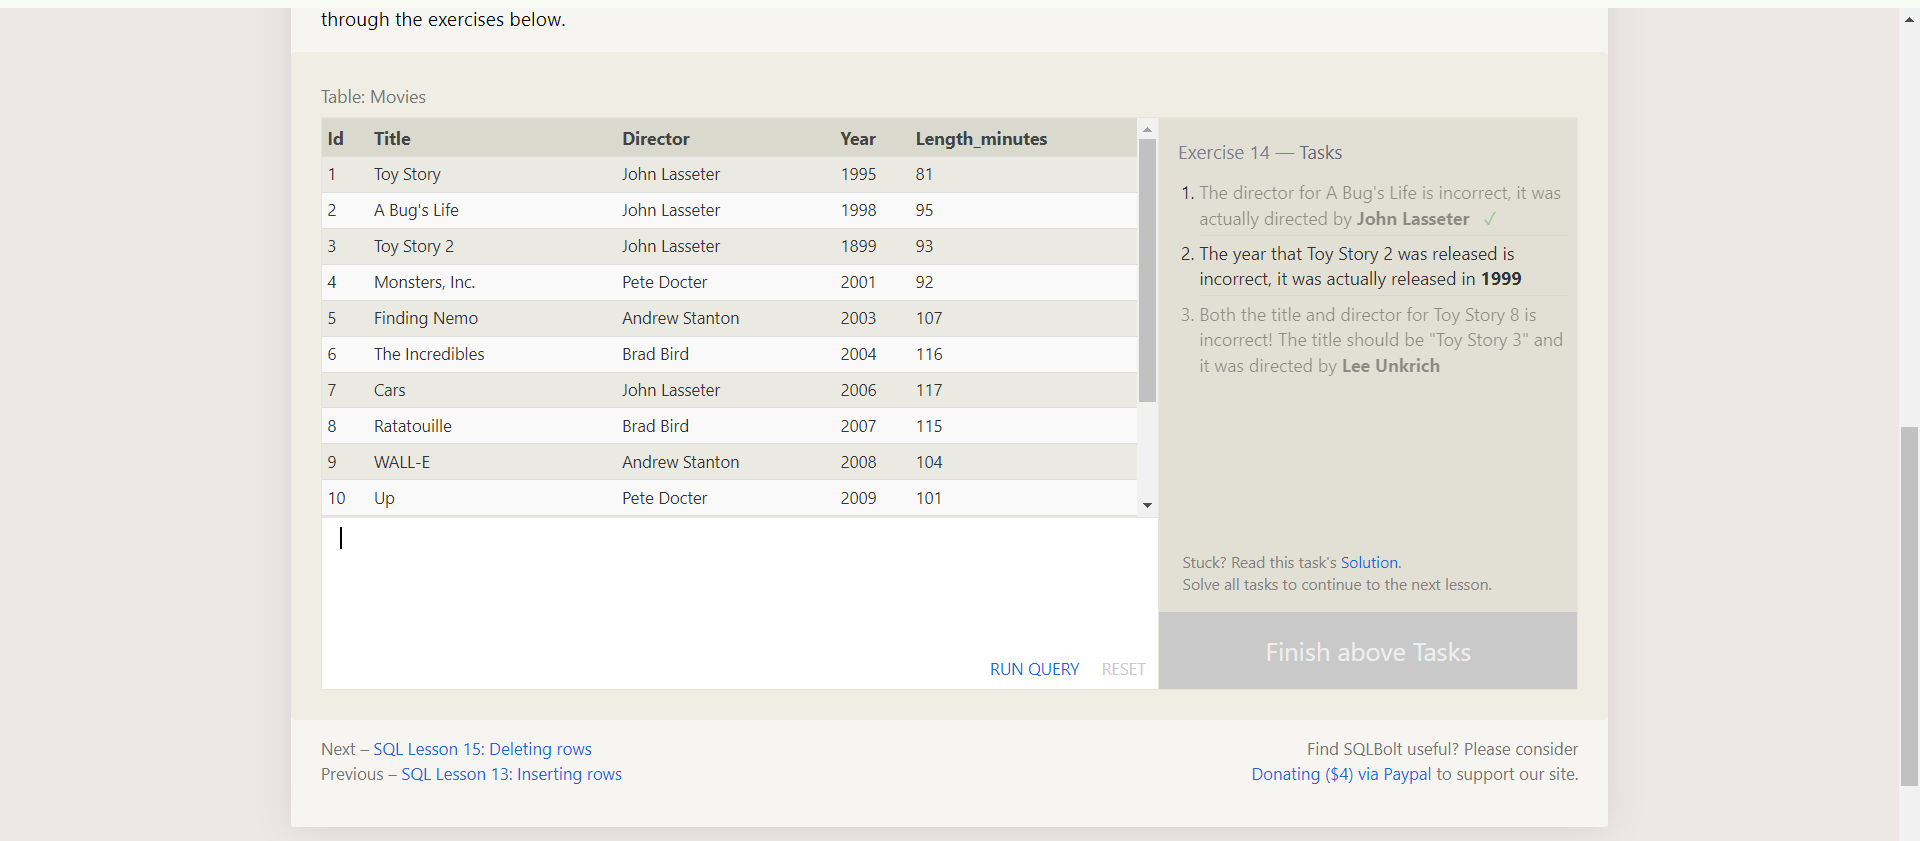 through the exercises below.
Table: Movies
Id Title Director Year Length_minutes
1 Toy Story John Lasseter 1995 81
2 A Bug's Life John Lasseter 1998 95
3 Toy Story 2 John Lasseter 1899 93
4 Monsters, Inc. Pete Docter 2001 92
5 Finding Nemo Andrew Stanton 2003 107
6 The Incredibles Brad Bird 2004 116
7 Cars John Lasseter 2006 117
8 Ratatouille Brad Bird 2007 115
9 WALL-E Andrew Stanton 2008 104
10 Up Pete Docter 2009 101
RUN QUERY RESET
Exercise 14 — Tasks
1. The director for A Bug's Life is incorrect, it was
actually directed by John Lasseter ✓
2. The year that Toy Story 2 was released is
incorrect, it was actually released in 1999
3. Both the title and director for Toy Story 8 is
incorrect! The title should be "Toy Story 3" and
it was directed by Lee Unkrich
Stuck? Read this task's Solution.
Solve all tasks to continue to the next lesson.
Finish above Tasks
Next – SQL Lesson 15: Deleting rows
Previous – SQL Lesson 13: Inserting rows
Find SQLBolt useful? Please consider
Donating ($4) via Paypal to support our site.